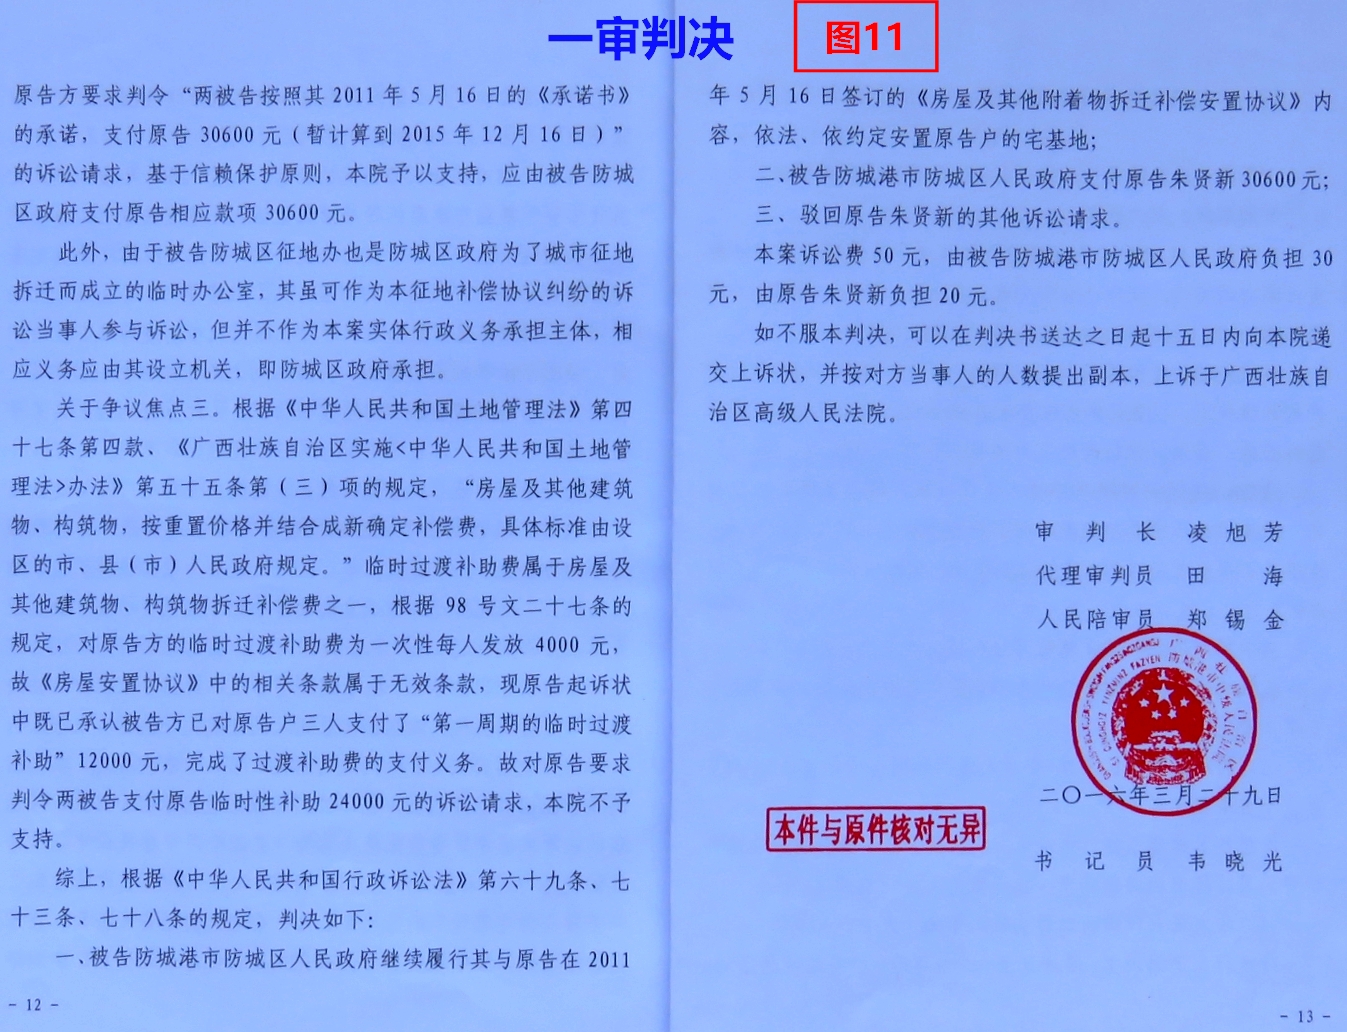 一审判决
图11
原告方要求判令“两被告按照其 2011 年 5 月 16 日的《承诺书》
的承诺，支付原告 30600 元（暂计算到 2015 年 12 月 16 日）”
的诉讼请求，基于信赖保护原则，本院予以支持，应由被告防城
区政府支付原告相应款项 30600 元。
此外，由于被告防城区征地办也是防城区政府为了城市征地
拆迁而成立的临时办公室，其虽可作为本征地补偿协议纠纷的诉
讼当事人参与诉讼，但并不作为本案实体行政义务承担主体，相
应义务应由其设立机关，即防城区政府承担。
关于争议焦点三。根据《中华人民共和国土地管理法》第四
十七条第四款、《广西壮族自治区实施<中华人民共和国土地管
理法>办法》第五十五条第（三）项的规定，“房屋及其他建筑
物、构筑物，按重置价格并结合成新确定补偿费，具体标准由设
区的市、县（市）人民政府规定。”临时过渡补助费属于房屋及
其他建筑物、构筑物拆迁补偿费之一，根据 98 号文二十七条的
规定，对原告方的临时过渡补助费为一次性每人发放 4000 元，
故《房屋安置协议》中的相关条款属于无效条款，现原告起诉状
中既已承认被告方已对原告户三人支付了“第一周期的临时过渡
补助”12000 元，完成了过渡补助费的支付义务。故对原告要求
判令两被告支付原告临时性补助 24000 元的诉讼请求，本院不予
支持。
综上，根据《中华人民共和国行政诉讼法》第六十九条、七
十三条、七十八条的规定，判决如下：
一、被告防城港市防城区人民政府继续履行其与原告在 2011
- 12 -
年 5 月 16 日签订的《房屋及其他附着物拆迁补偿安置协议》内
容，依法、依约定安置原告户的宅基地；
二、被告防城港市防城区人民政府支付原告朱贤新 30600 元；
三、驳回原告朱贤新的其他诉讼请求。
本案诉讼费 50 元，由被告防城港市防城区人民政府负担 30
元，由原告朱贤新负担 20 元。
如不服本判决，可以在判决书送达之日起十五日内向本院递
交上诉状，并按对方当事人的人数提出副本，上诉于广西壮族自
治区高级人民法院。
审 判 长 凌 旭 芳
代理审判员 田 海
人民陪审员 郑 锡 金
二〇一六年三月二十九日
本件与原件核对无异
书 记 员 韦 晓 光
- 13 -